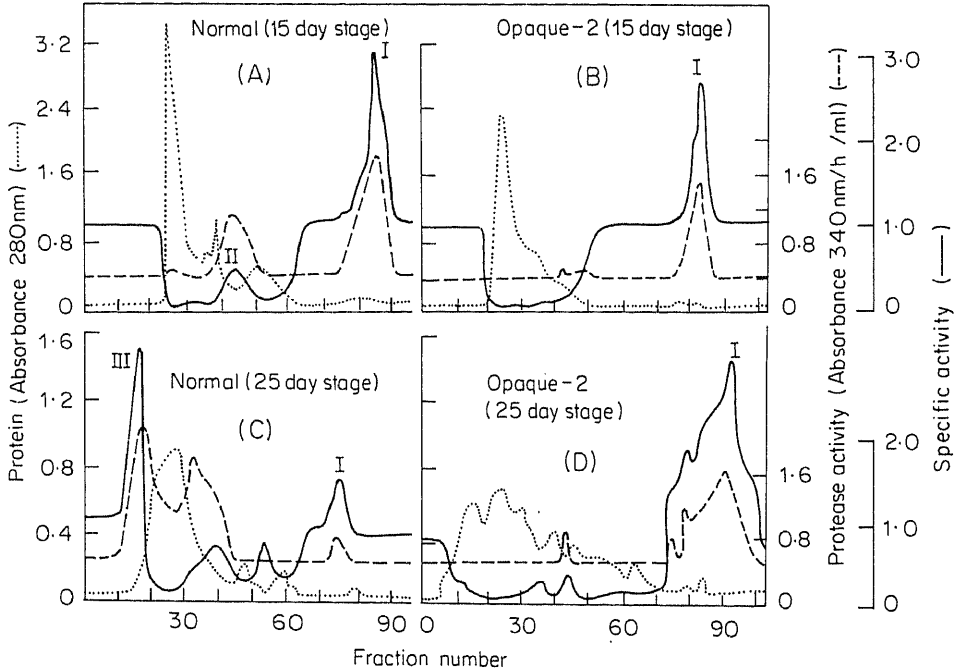 Normal (15 day stage)
Opaque-2 (15 day stage)
(A)
(B)
I
I
II
3·2
2·4
1·6
0·8
0
1·6
0·8
0
3·0
2·0
1·0
0
Normal (25 day stage)
Opaque-2
(25 day stage)
(C)
(D)
III
I
I
1·6
1·2
0·8
0·4
0
1·6
0·8
0
2·0
1·0
0
30
60
90
0
30
60
90
Fraction number
Protein (Absorbance 280nm) (......)
Protease activity (Absorbance 340nm/h/ml) (---)
Specific activity (——)